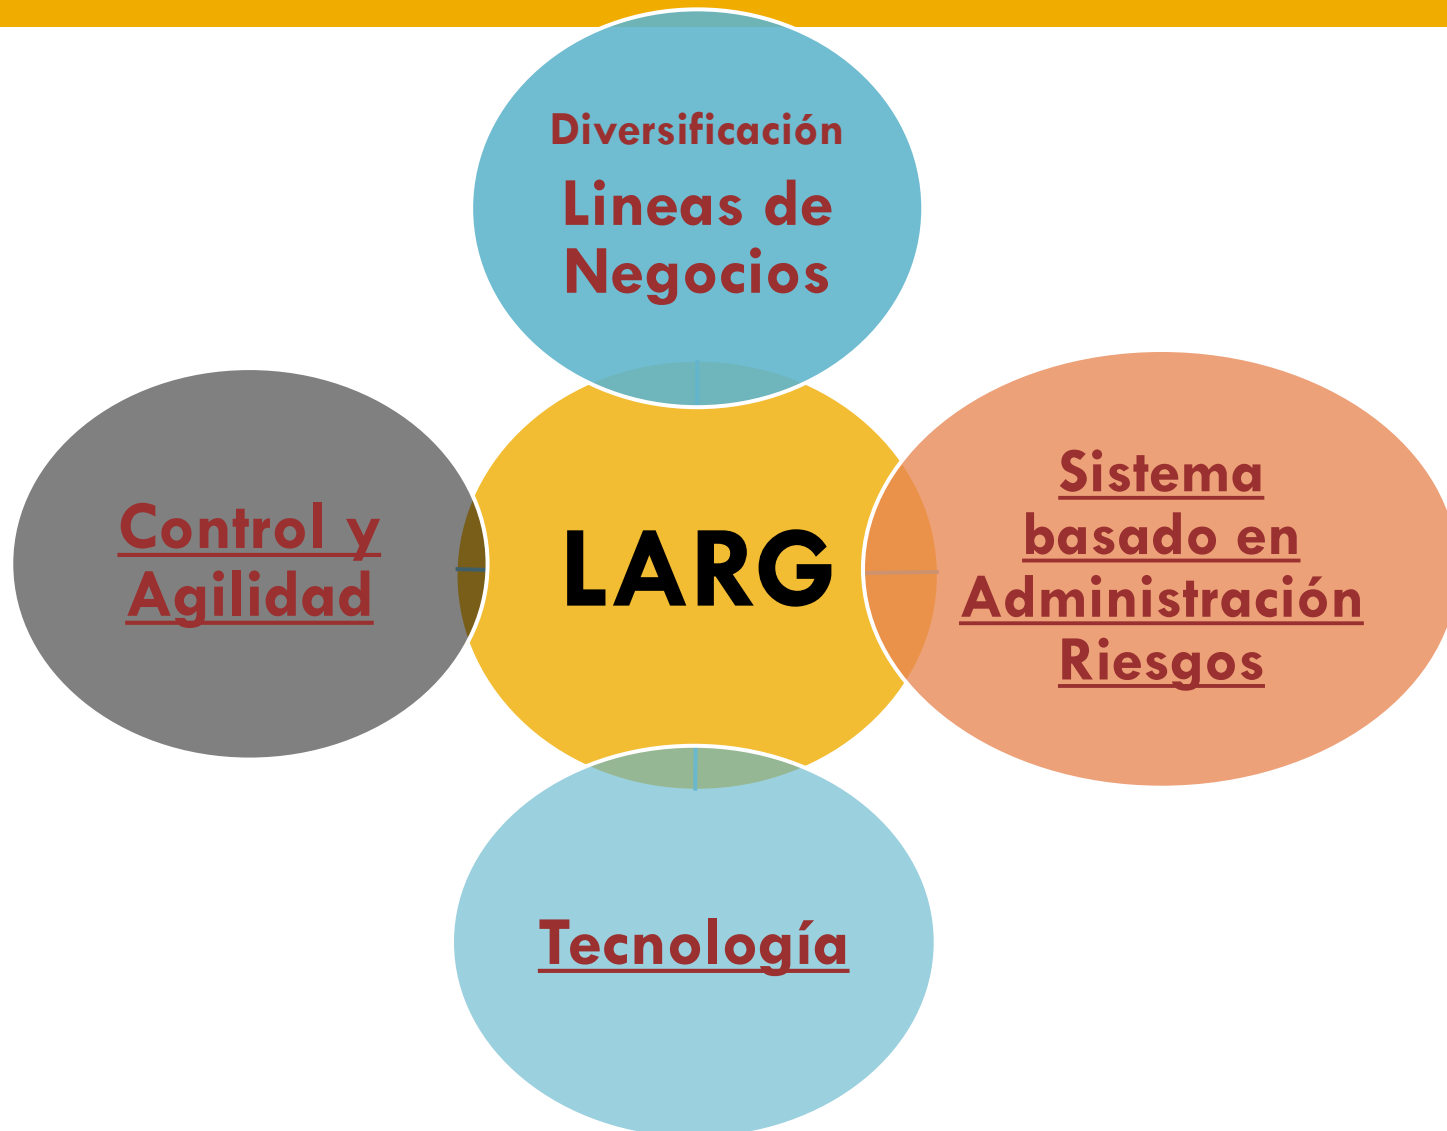 Diversificación
Lineas de
Negocios
Control y
Agilidad
LARG
Sistema
basado en
Administración
Riesgos
Tecnología